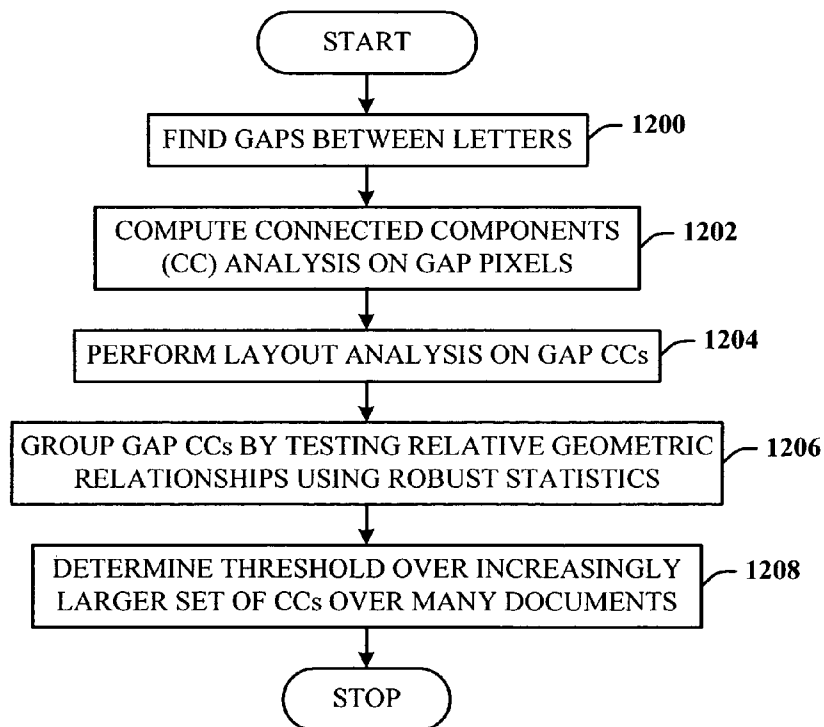 START
FIND GAPS BETWEEN LETTERS
1200
COMPUTE CONNECTED COMPONENTS
(CC) ANALYSIS ON GAP PIXELS
1202
PERFORM LAYOUT ANALYSIS ON GAP CCs
1204
GROUP GAP CCs BY TESTING RELATIVE GEOMETRIC
RELATIONSHIPS USING ROBUST STATISTICS
1206
DETERMINE THRESHOLD OVER INCREASINGLY
LARGER SET OF CCs OVER MANY DOCUMENTS
1208
STOP